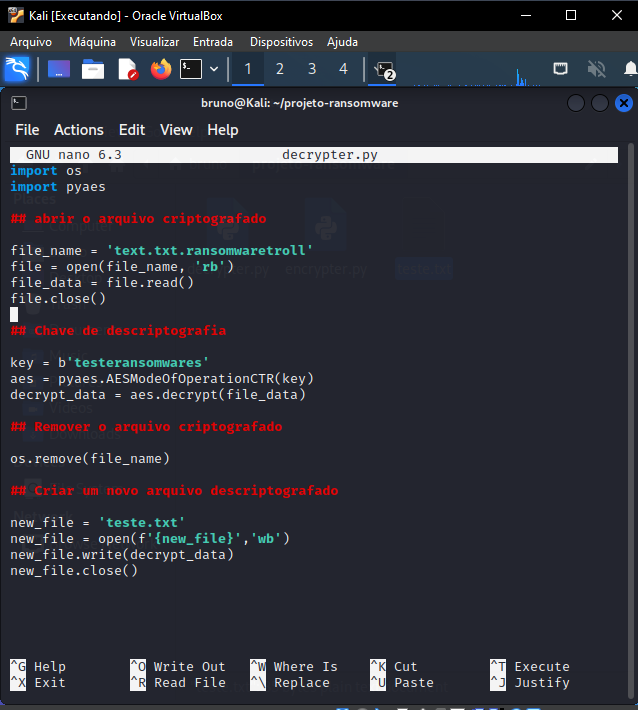 Kali [Executando] - Oracle VirtualBox
Arquivo Máquina Visualizar Entrada Dispositivos Ajuda
1 2 3 4 2
bruno@Kali: ~/projeto-ransomware
File Actions Edit View Help
GNU nano 6.3 decrypter.py
import os
import pyaes
## abrir o arquivo criptografado
file_name = 'text.txt.ransomwaretroll'
file = open(file_name, 'rb')
file_data = file.read()
file.close()
## Chave de descriptografia
key = b'testeransomwares'
aes = pyaes.AESModeOfOperationCTR(key)
decrypt_data = aes.decrypt(file_data)
## Remover o arquivo criptografado
os.remove(file_name)
## Criar um novo arquivo descriptografado
new_file = 'teste.txt'
new_file = open(f'{new_file}','wb')
new_file.write(decrypt_data)
new_file.close()
^G Help ^O Write Out ^W Where Is ^K Cut ^T Execute
^X Exit ^R Read File ^\ Replace ^U Paste ^J Justify